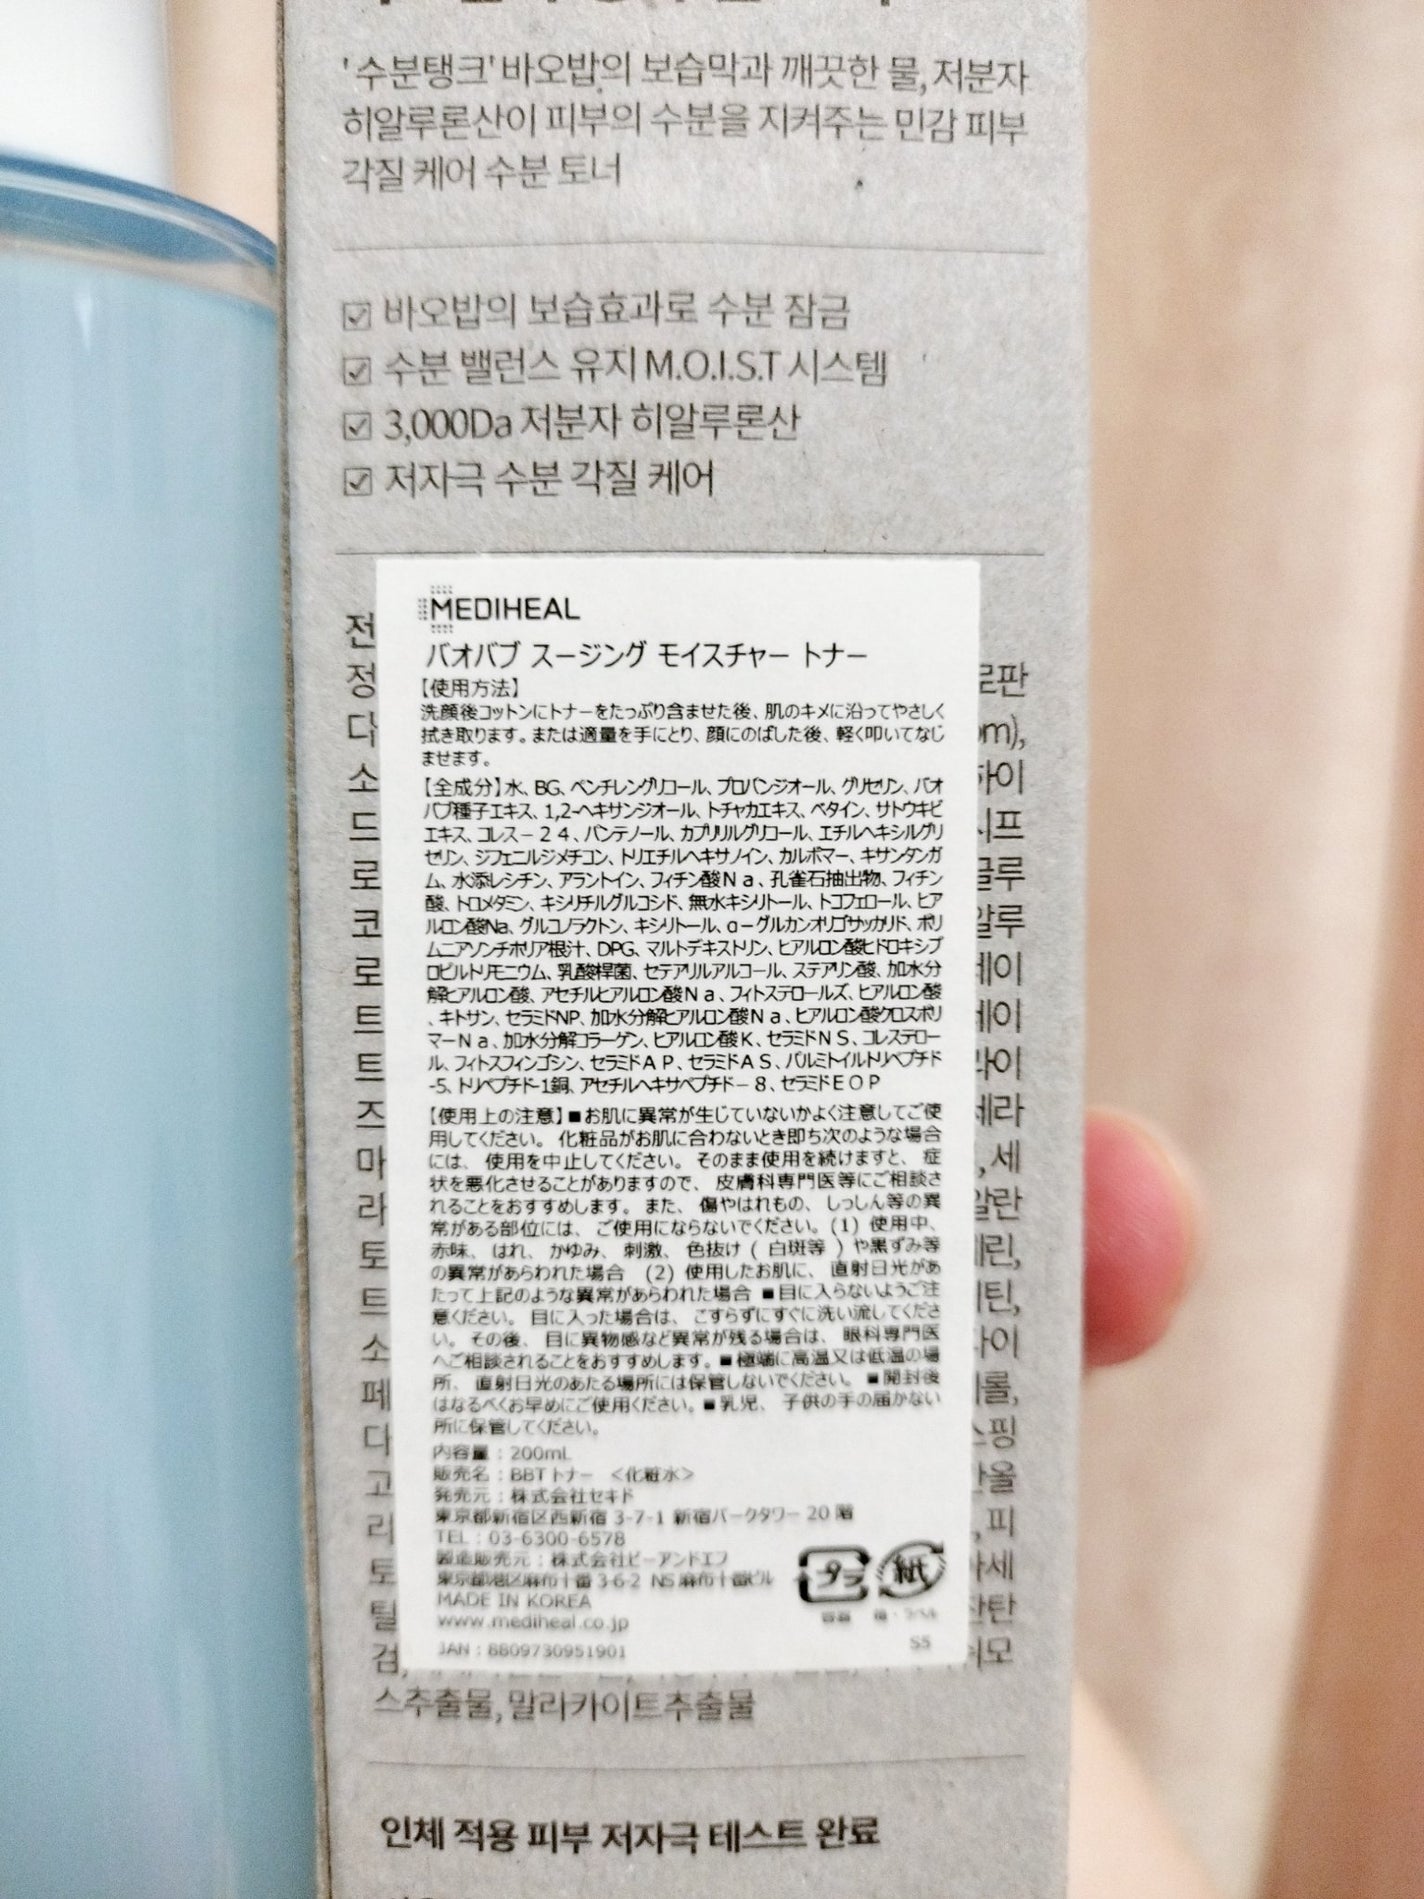 '수분탱크' 바오밥의 보습막과 깨끗한 물, 저분자
히알루론산이 피부의 수분을 지켜주는 민감 피부
각질 케어 수분 토너
바오밥의 보습효과로 수분 잠금
수분 밸런스 유지 M.O.I.S.T 시스템
3,000Da 저분자 히알루론산
저자극 수분 각질 케어
MEDIHEAL
バオバブ スージング モイスチャー トナー
【使用方法】
洗顔後コットンにトナーをたっぷり含ませた後、肌のキメに沿ってやさしく
拭き取ります。または適量を手にとり、顔にのばした後、軽く叩いてなじ
ませます。
【全成分】水、BG、ペンチレングリコール、プロパンジオール、グリセリン、バオ
バブ種子エキス、1,2-ヘキサンジオール、トチャカエキス、ベタイン、サトウキビ
エキス、コレス－２４、パンテノール、カプリリルグリコール、エチルヘキシルグリ
セリン、ジフェニルジメチコン、トリエチルヘキサノイン、カルボマー、キサンタンガ
ム、水添レシチン、アラントイン、フィチン酸Ｎａ、孔雀石抽出物、フィチン
酸、トロメタミン、キシリチルグルコシド、無水キシリトール、トコフェロール、ヒア
ルロン酸Na、グルコノラクトン、キシリトール、α－グルカンオリゴサッカリド、ポリ
ムニアソンチホリア根汁、DPG、マルトデキストリン、ヒアルロン酸ヒドロキシプ
ロピルトリモニウム、乳酸桿菌、セテアリルアルコール、ステアリン酸、加水分
解ヒアルロン酸、アセチルヒアルロン酸Ｎａ、フィトステロールズ、ヒアルロン酸
、キトサン、セラミドNP、加水分解ヒアルロン酸Ｎａ、ヒアルロン酸クロスポリ
マーＮａ、加水分解コラーゲン、ヒアルロン酸Ｋ、セラミドＮＳ、コレステロー
ル、フィトスフィンゴシン、セラミドＡＰ、セラミドＡＳ、パルミトイルトリペプチド
-5、トリペプチド-1銅、アセチルヘキサペプチド－8、セラミドＥＯＰ
【使用上の注意】■お肌に異常が生じていないかよく注意してご使
用してください。 化粧品がお肌に合わないとき即ち次のような場合
には、 使用を中止してください。 そのまま使用を続けますと、 症
状を悪化させることがありますので、 皮膚科専門医等にご相談さ
れることをおすすめします。 また、 傷やはれもの、 しっしん等の異
常がある部位には、 ご使用にならないでください。(1) 使用中、
赤味、 はれ、 かゆみ、 刺激、 色抜け ( 白斑等 ) や黒ずみ等
の異常があらわれた場合 (2) 使用したお肌に、 直射日光があ
たって上記のような異常があらわれた場合 ■目に入らないようご注
意ください。 目に入った場合は、 こすらずにすぐに洗い流してくださ
い。 その後、 目に異物感など異常が残る場合は、 眼科専門医
へご相談されることをおすすめします。■極端に高温又は低温の場
所、 直射日光のあたる場所には保管しないでください。 ■開封後
はなるべくお早めにご使用ください。■乳児、 子供の手の届かない
所に保管してください。
内容量：200mL
販売名：BBTトナー ＜化粧水＞
発売元：株式会社セキド
東京都新宿区西新宿 3-7-1 新宿パークタワー 20 階
TEL：03-6300-6578
製造販売元：株式会社ビーアンドエフ
東京都港区麻布十番 3-6-2 NS麻布十番ビル
MADE IN KOREA
www.mediheal.co.jp
JAN：8809730951901
プラ
紙
容器 箱・ラベル
S5
스추출물, 말라카이트추출물
인체 적용 피부 저자극 테스트 완료